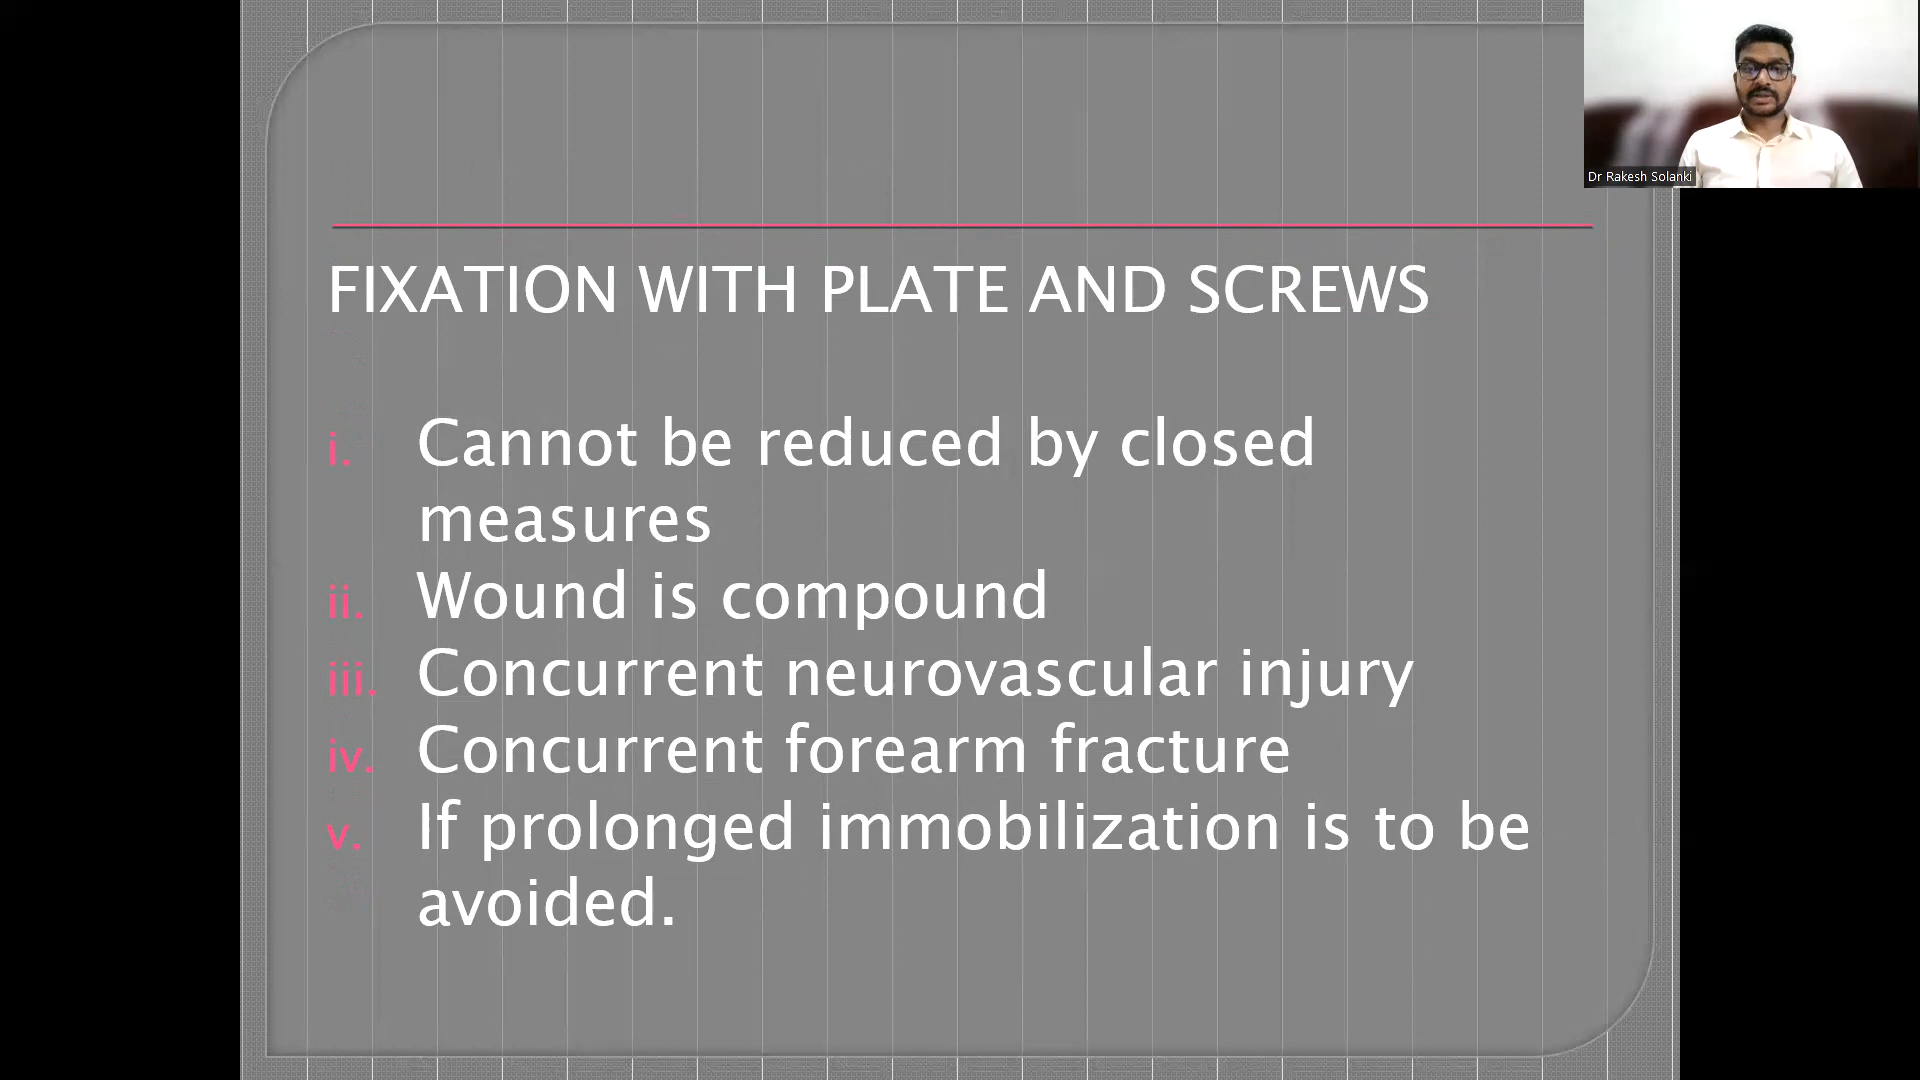 Dr Rakesh Solanki
FIXATION WITH PLATE AND SCREWS
i. Cannot be reduced by closed
measures
ii. Wound is compound
iii. Concurrent neurovascular injury
iv. Concurrent forearm fracture
v. If prolonged immobilization is to be
avoided.